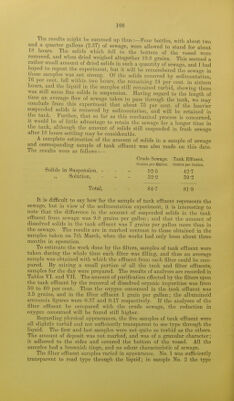 108
The results might be summed up thus:—Four bottles, with about two
and a quarter gallons (2.27) of sewage, were allowed to stand for about
18 hours. The solids which fell to the bottom of the vessel were
removed, and when dried weighed altogether 10.3 grains. This seemed a
rather small amount of dried solids in such a quantity of sewage, and I had
hoped to repeat the experiment, but it will be remembered the sewage in
those samples was not strong. Of the solids recovered by sedimentation,
76 per cent. fell within two hours, the remaining 24 per cent. in sixteen
hours, and the liquid in the samples still remained turbid, showing there
was still some fine solids in suspension. Having regard to the length of
time an average flow of sewage takes to pass through the tank, we may
conclude from this experiment that about 75 per cent. of the heavier
suspended solids is recovered by sedimentation, and will be retained in
the tank. Further, that so far as this mechanical process is concerned,
it would be of little advantage to retain the sewage for a longer time in
the tank, although the amount of solids still suspended in fresh sewage
after 18 hours settling may be considerable.
A complete estimation of the amount of solids in a sample of sewage
and corresponding sample of tank effluent was also made on this date.
The results were as follows:—
Crude Sewage. Tank Effluent.
Grains per Gallon. Grains per Gallon.
Solids in Suspension, - - -
„ Solution, - - -
Total,
It is difficult to say how far the sample of tank effluent represents the
sewage, but in view of the sedimentation experiment, it is interesting to
note that the difference in the amount of suspended solids in the tank
effluent from sewage was 9.8 grains per gallon; and that the amount of
dissolved solids in the tank effluent was 7 grains per gallon more than in
the sewage. The results are in marked contrast to those obtained in the
samples taken on 7th March, when the works had only been about two
months in operation.
To estimate the work done by the filters, samples of tank effluent were
taken during the whole time each filter was filling, and thus an average
sample was obtained with which the effluent from each filter could be com-
pared. By mixing a small portion of all the tank and filter effluents,
samples for the day were prepared. The results of analyses are recorded in
Tables VI. and VII. The amount of purification effected by the filters upon
the tank effluent by the removal of dissolved organic impurities was from
50 to 60 per cent. Thus the oxygen consumed in the tank effluent was
2.5 grains, and in the filter effluent 1 grain per gallon; the albuminoid
ammonia figures were 0.37 and 0.17 respectively. If the analyses of the
filter effluent be compared with the crude sewage, the reduction in
oxygen consumed will be found still higher.
Regarding physical appearances, the five samples of tank effluent were
all slightly turbid and not sufficiently transparent to see type through the
liquid. The first and last samples were not quite so turbid as the others.
The amount of deposit was not marked, and was of a granular character;
it allowed to the sides and covered the bottom of the vessel. All the
samples had a brownish tinge, and no odour characteristic of sewage.
The filter effluent samples varied in appearance. No. 1 was sufficiently
transparent to read type through the liquid; in sample No. 2 the type